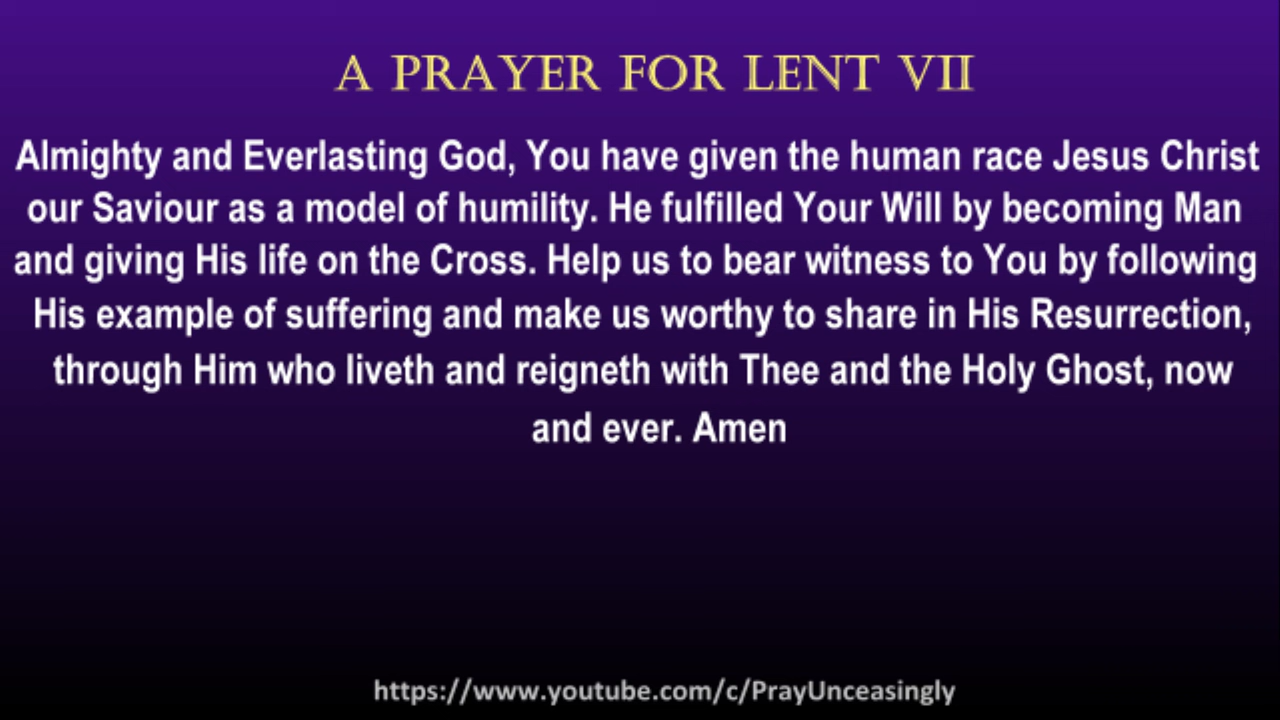 A PRAYER FOR LENT VII
Almighty and Everlasting God, You have given the human race Jesus Christ
our Saviour as a model of humility. He fulfilled Your Will by becoming Man
and giving His life on the Cross. Help us to bear witness to You by following
His example of suffering and make us worthy to share in His Resurrection,
through Him who liveth and reigneth with Thee and the Holy Ghost, now
and ever. Amen
https://www.youtube.com/c/PrayUnceasingly